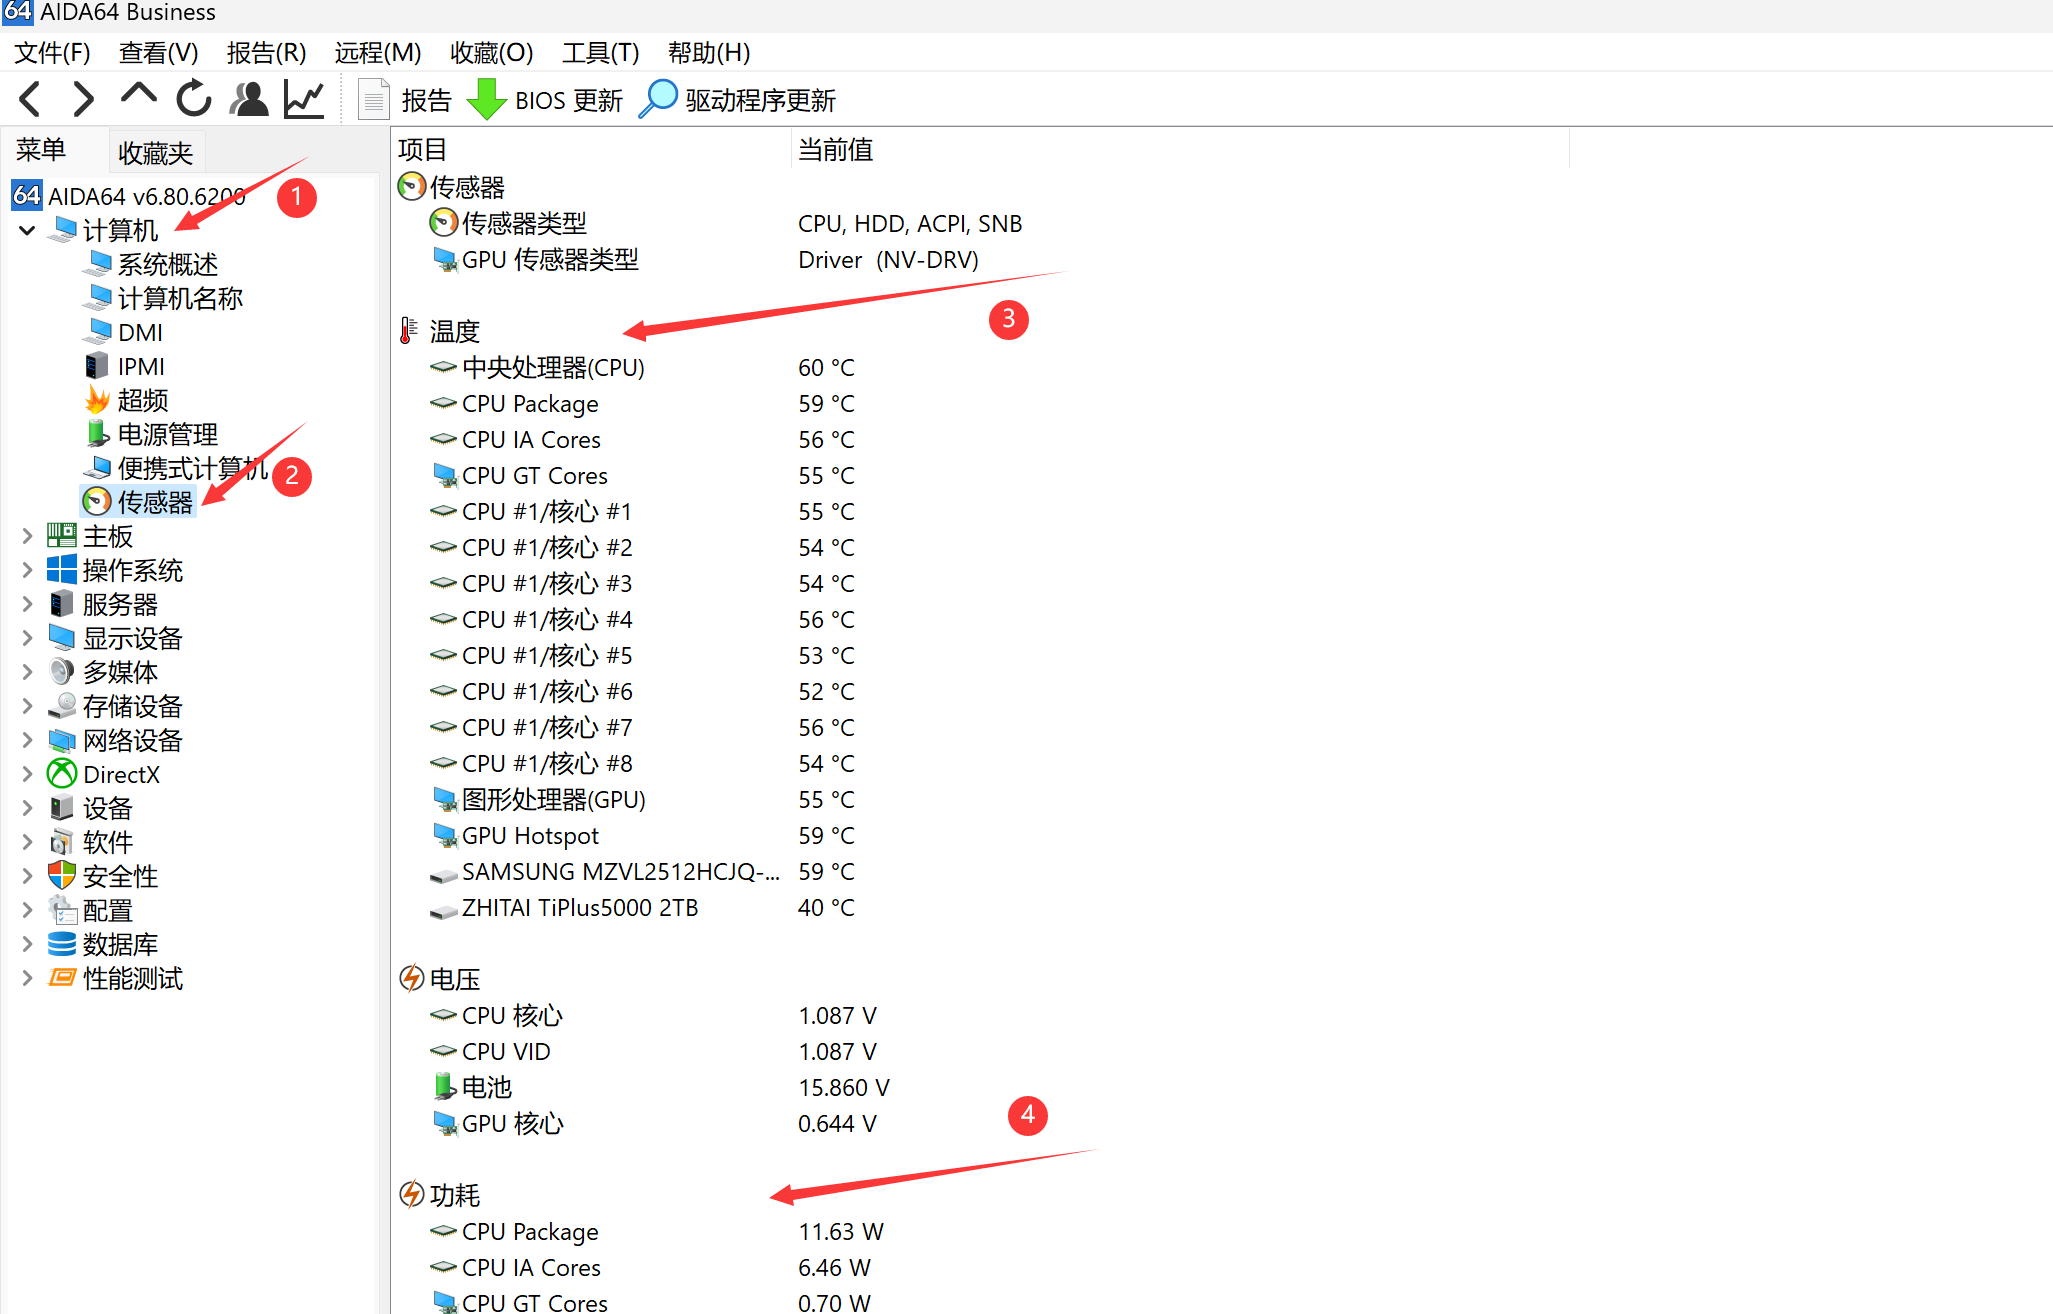 64 AIDA64 Business
文件(F) 查看(V) 报告(R) 远程(M) 收藏(O) 工具(T) 帮助(H)
报告 BIOS 更新 驱动程序更新
菜单 收藏夹
64 AIDA64 v6.80.6200
1
计算机
系统概述
计算机名称
DMI
IPMI
超频
电源管理
便携式计算机
2
传感器
主板
操作系统
服务器
显示设备
多媒体
存储设备
网络设备
DirectX
设备
软件
安全性
配置
数据库
性能测试
项目 当前值
传感器
传感器类型 CPU, HDD, ACPI, SNB
GPU 传感器类型 Driver (NV-DRV)
3
温度
中央处理器(CPU) 60 °C
CPU Package 59 °C
CPU IA Cores 56 °C
CPU GT Cores 55 °C
CPU #1/核心 #1 55 °C
CPU #1/核心 #2 54 °C
CPU #1/核心 #3 54 °C
CPU #1/核心 #4 56 °C
CPU #1/核心 #5 53 °C
CPU #1/核心 #6 52 °C
CPU #1/核心 #7 56 °C
CPU #1/核心 #8 54 °C
图形处理器(GPU) 55 °C
GPU Hotspot 59 °C
SAMSUNG MZVL2512HCJQ-... 59 °C
ZHITAI TiPlus5000 2TB 40 °C
电压
CPU 核心 1.087 V
CPU VID 1.087 V
电池 15.860 V
GPU 核心 0.644 V
4
功耗
CPU Package 11.63 W
CPU IA Cores 6.46 W
CPU GT Cores 0.70 W